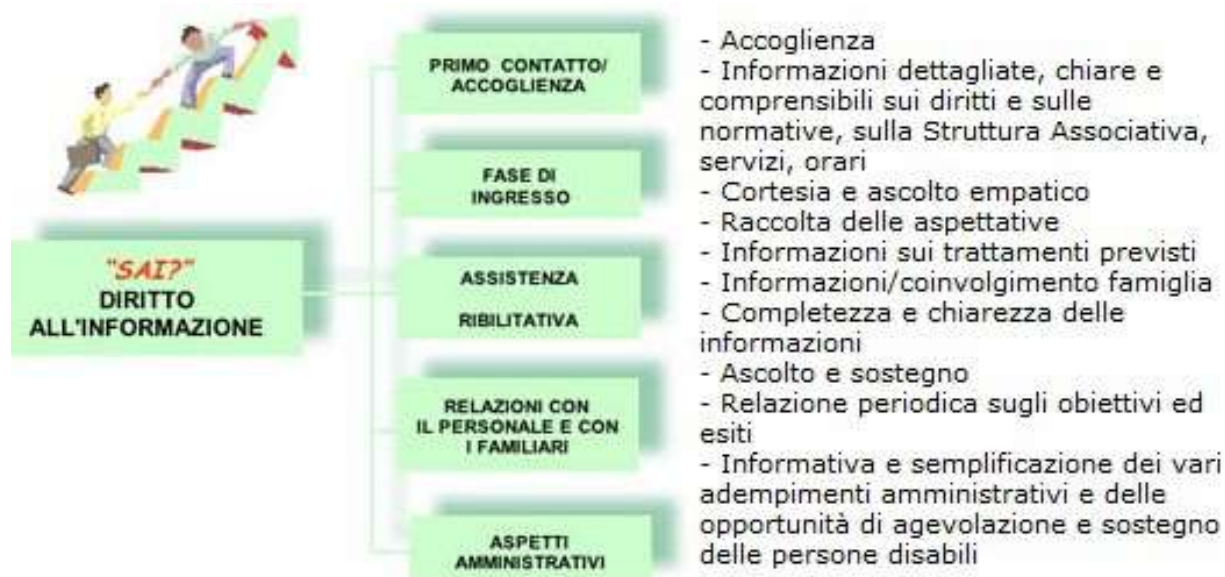 "SAI?"
DIRITTO
ALL'INFORMAZIONE
PRIMO CONTATTO/
ACCOGLIENZA
FASE DI
INGRESSO
ASSISTENZA
RIBILITATIVA
RELAZIONI CON
IL PERSONALE E CON
I FAMILIARI
ASPETTI
AMMINISTRATIVI
- Accoglienza
- Informazioni dettagliate, chiare e
comprensibili sui diritti e sulle
normative, sulla Struttura Associativa,
servizi, orari
- Cortesia e ascolto empatico
- Raccolta delle aspettative
- Informazioni sui trattamenti previsti
- Informazioni/coinvolgimento famiglia
- Completezza e chiarezza delle
informazioni
- Ascolto e sostegno
- Relazione periodica sugli obiettivi ed
esiti
- Informativa e semplificazione dei vari
adempimenti amministrativi e delle
opportunità di agevolazione e sostegno
delle persone disabili